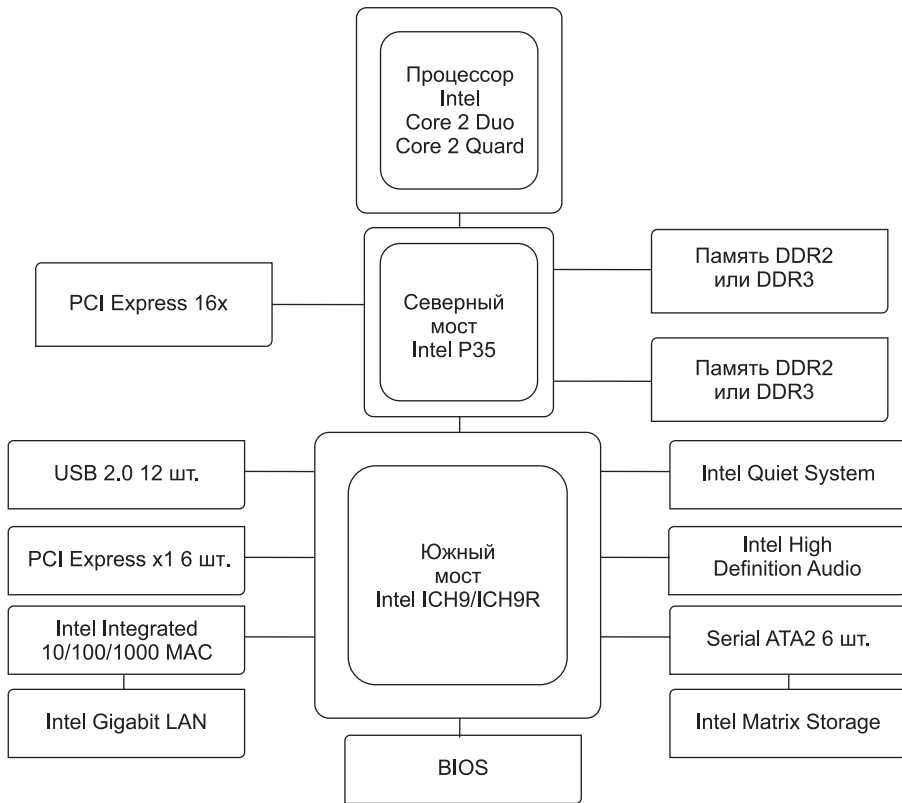 Процессор
Intel
Core 2 Duo
Core 2 Quard
PCI Express 16x
Северный
мост
Intel P35
Память DDR2
или DDR3
Память DDR2
или DDR3
USB 2.0 12 шт.
PCI Express x1 6 шт.
Intel Integrated
10/100/1000 MAC
Intel Gigabit LAN
Южный
мост
Intel ICH9/ICH9R
Intel Quiet System
Intel High
Definition Audio
Serial ATA2 6 шт.
Intel Matrix Storage
BIOS